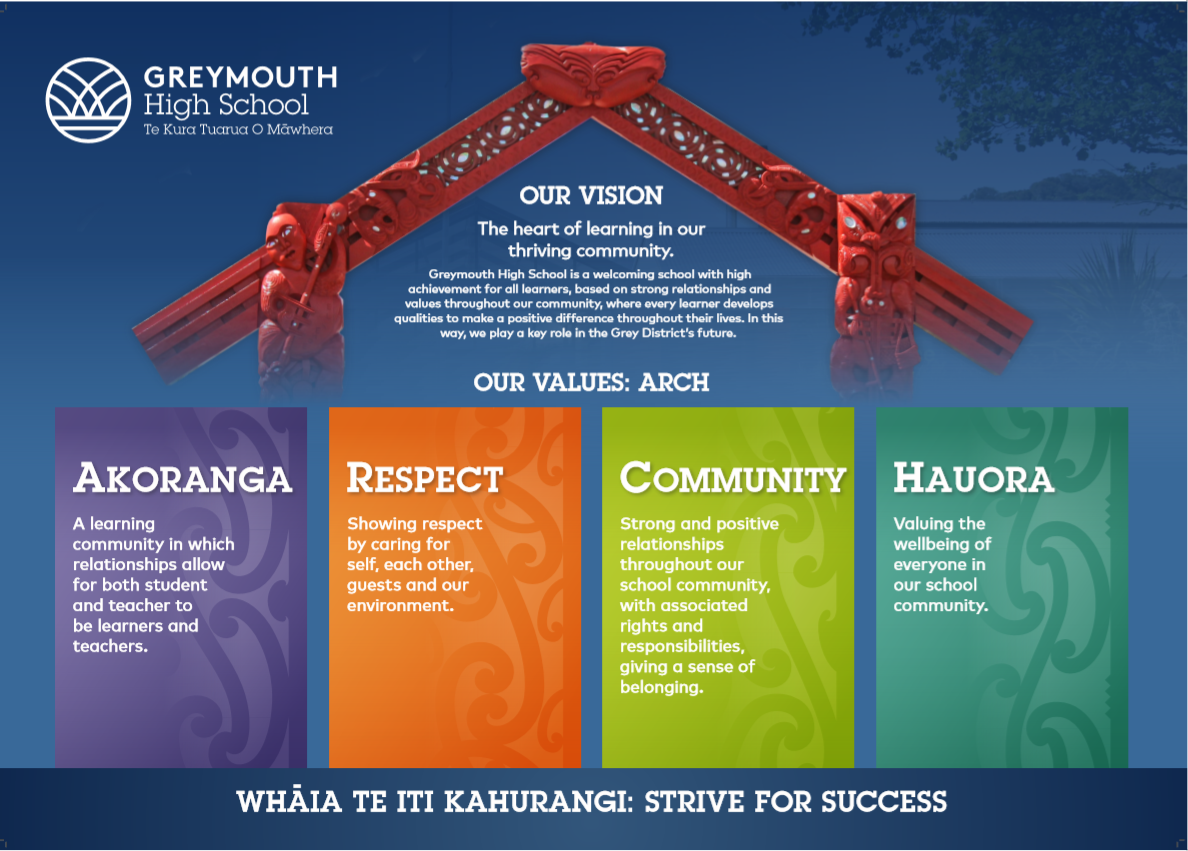 GREYMOUTH
High School
Te Kura Tuarua O Māwhera
OUR VISION
The heart of learning in our
thriving community.
Greymouth High School is a welcoming school with high
achievement for all learners, based on strong relationships and
values throughout our community, where every learner develops
qualities to make a positive difference throughout their lives. In this
way, we play a key role in the Grey District's future.
OUR VALUES: ARCH
AKORANGA
A learning
community in which
relationships allow
for both student
and teacher to
be learners and
teachers.
RESPECT
Showing respect
by caring for
self, each other,
guests and our
environment.
COMMUNITY
Strong and positive
relationships
throughout our
school community,
with associated
rights and
responsibilities,
giving a sense of
belonging.
HAUORA
Valuing the
wellbeing of
everyone in
our school
community.
WHĀIA TE ITI KAHURANGI: STRIVE FOR SUCCESS